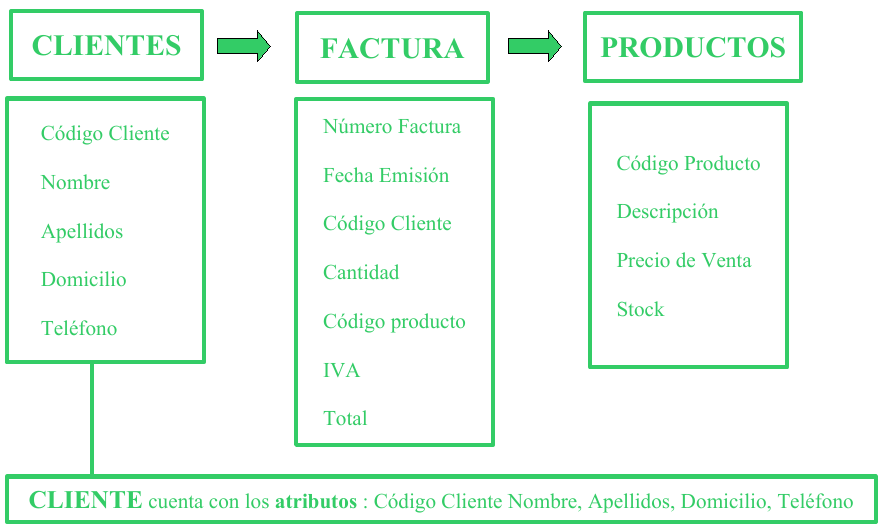 CLIENTES
FACTURA
PRODUCTOS
Código Cliente
Nombre
Apellidos
Domicilio
Teléfono
Número Factura
Fecha Emisión
Código Cliente
Cantidad
Código producto
IVA
Total
Código Producto
Descripción
Precio de Venta
Stock
CLIENTE cuenta con los atributos : Código Cliente Nombre, Apellidos, Domicilio, Teléfono